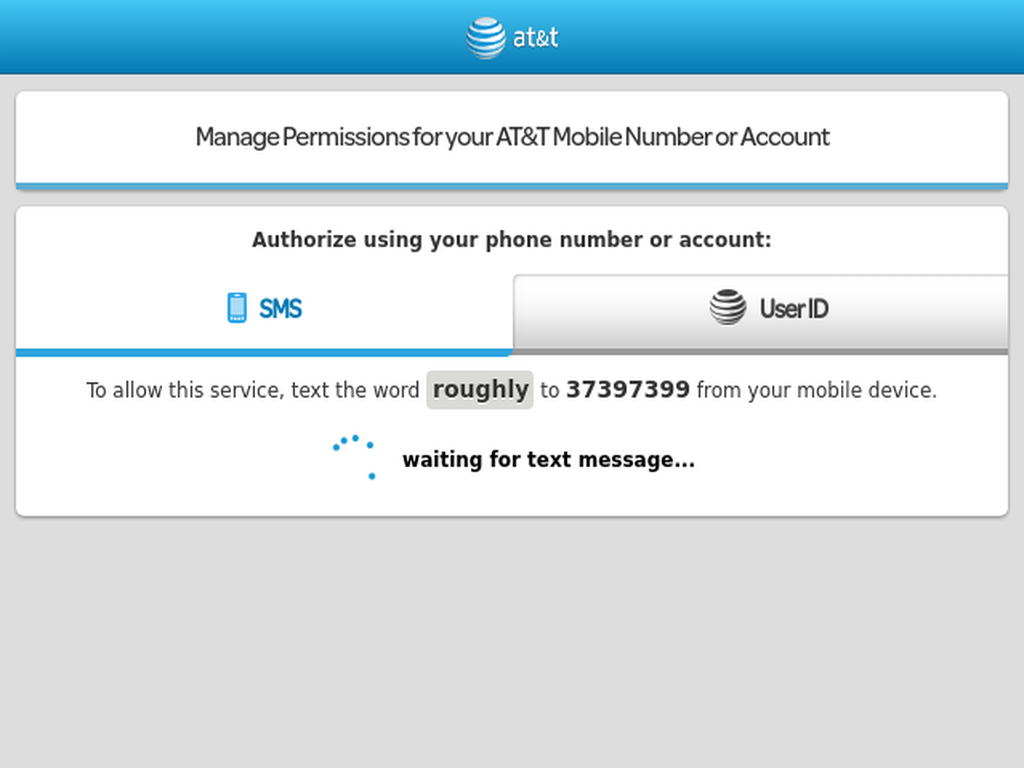 at&t
Manage Permissions for your AT&T Mobile Number or Account
Authorize using your phone number or account:
SMS
User ID
To allow this service, text the word roughly to 37397399 from your mobile device.
waiting for text message...